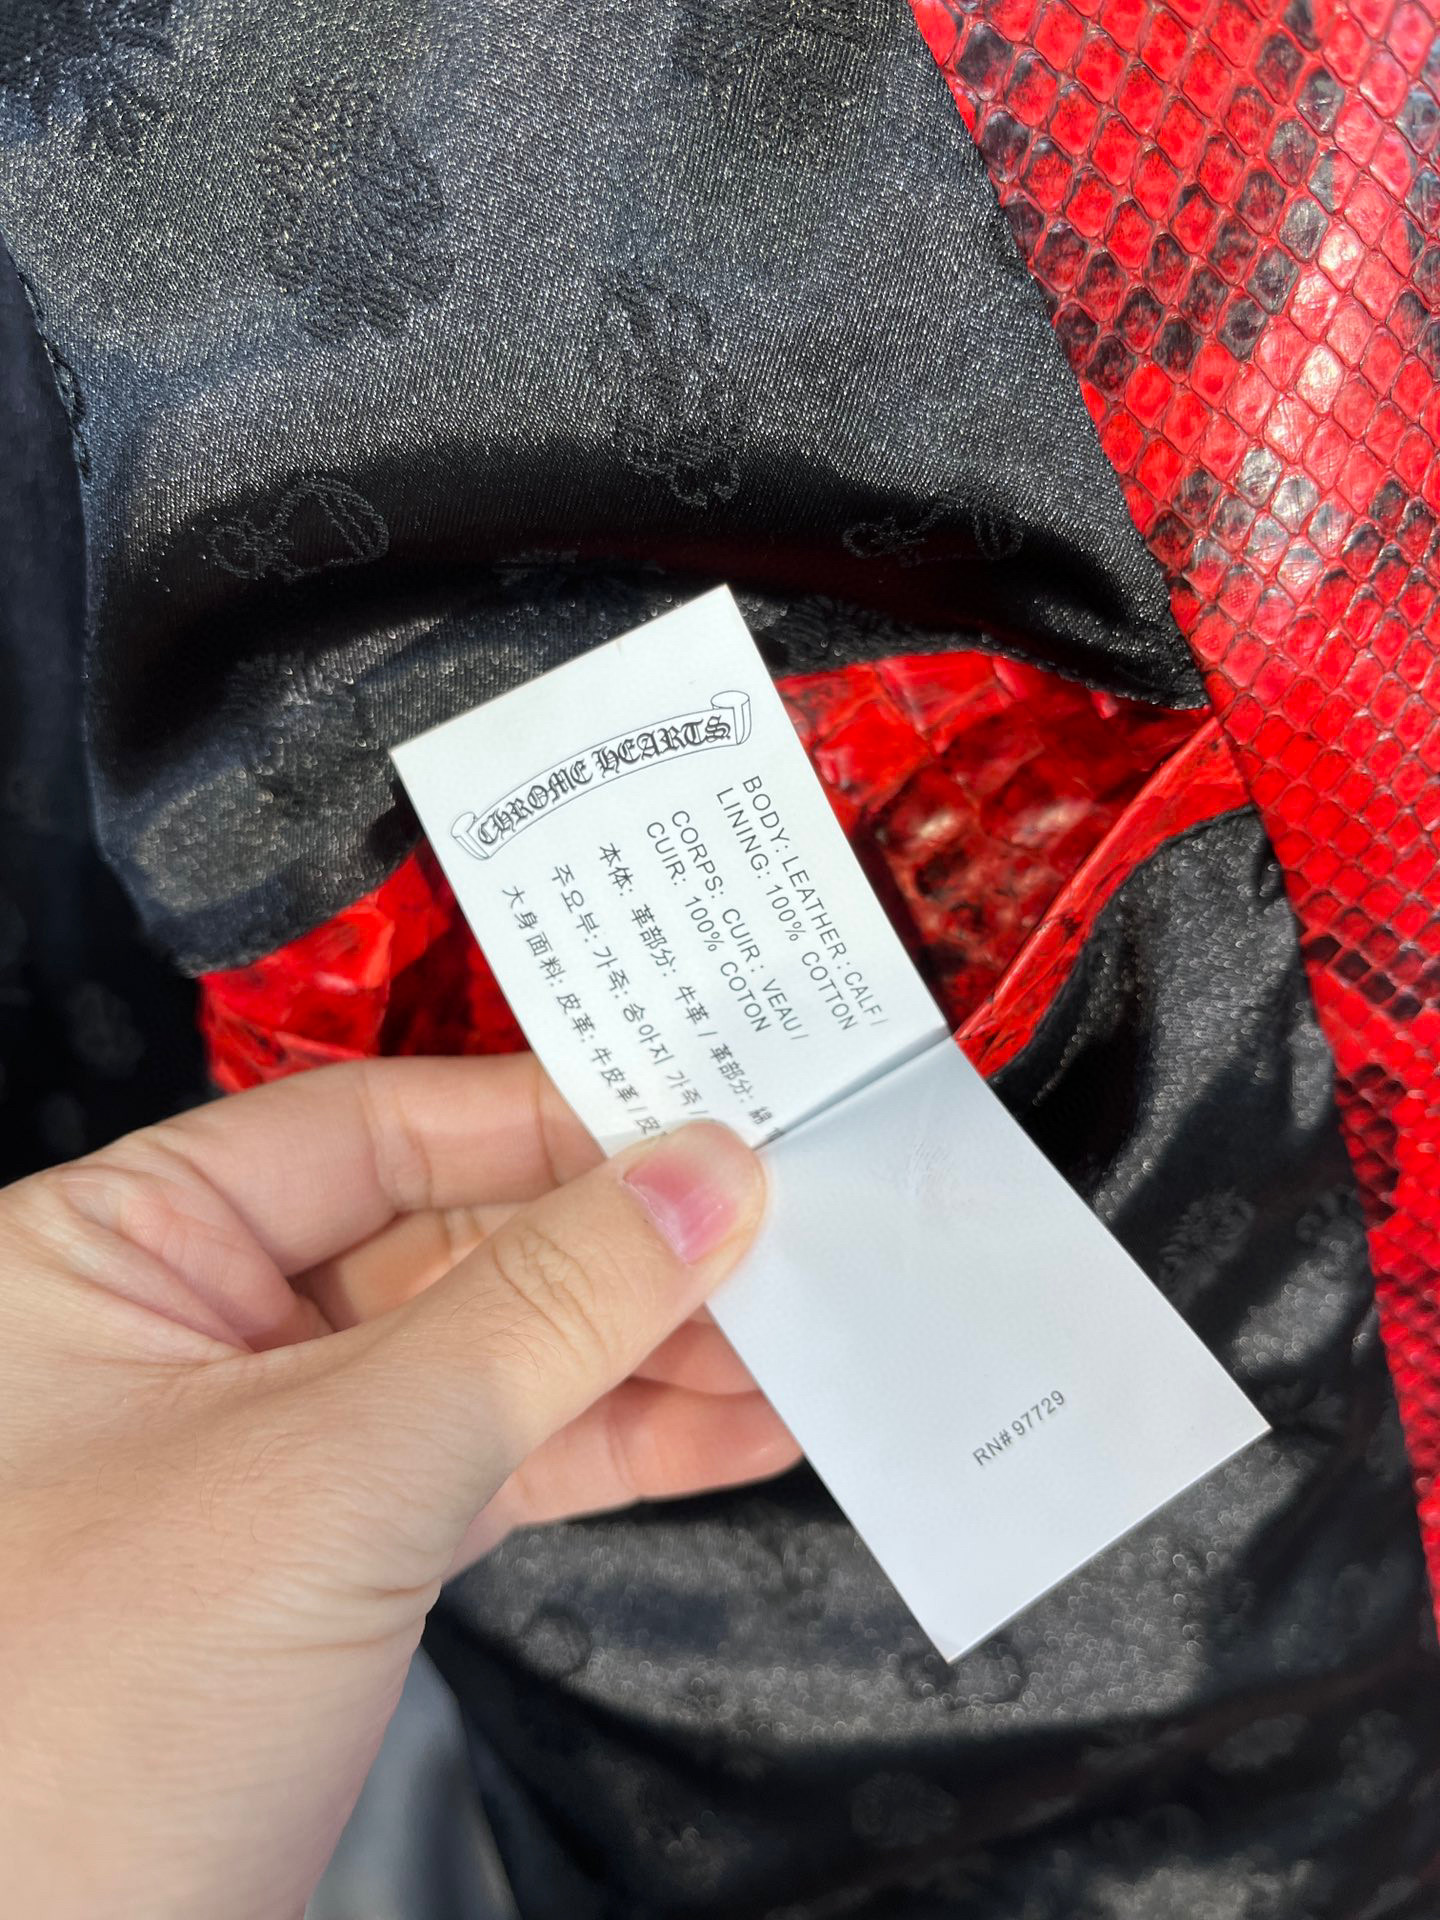 CHROME HEARTS
BODY: LEATHER: CALF/
LINING: 100% COTTON
CORPS: CUIR: VEAU/
CUIR: 100% COTON
本体: 革部分: 牛革 / 革部分: 綿
주요부: 가죽: 송아지 가죽 /
大身面料: 皮革: 牛皮革 / 皮
RN# 97729